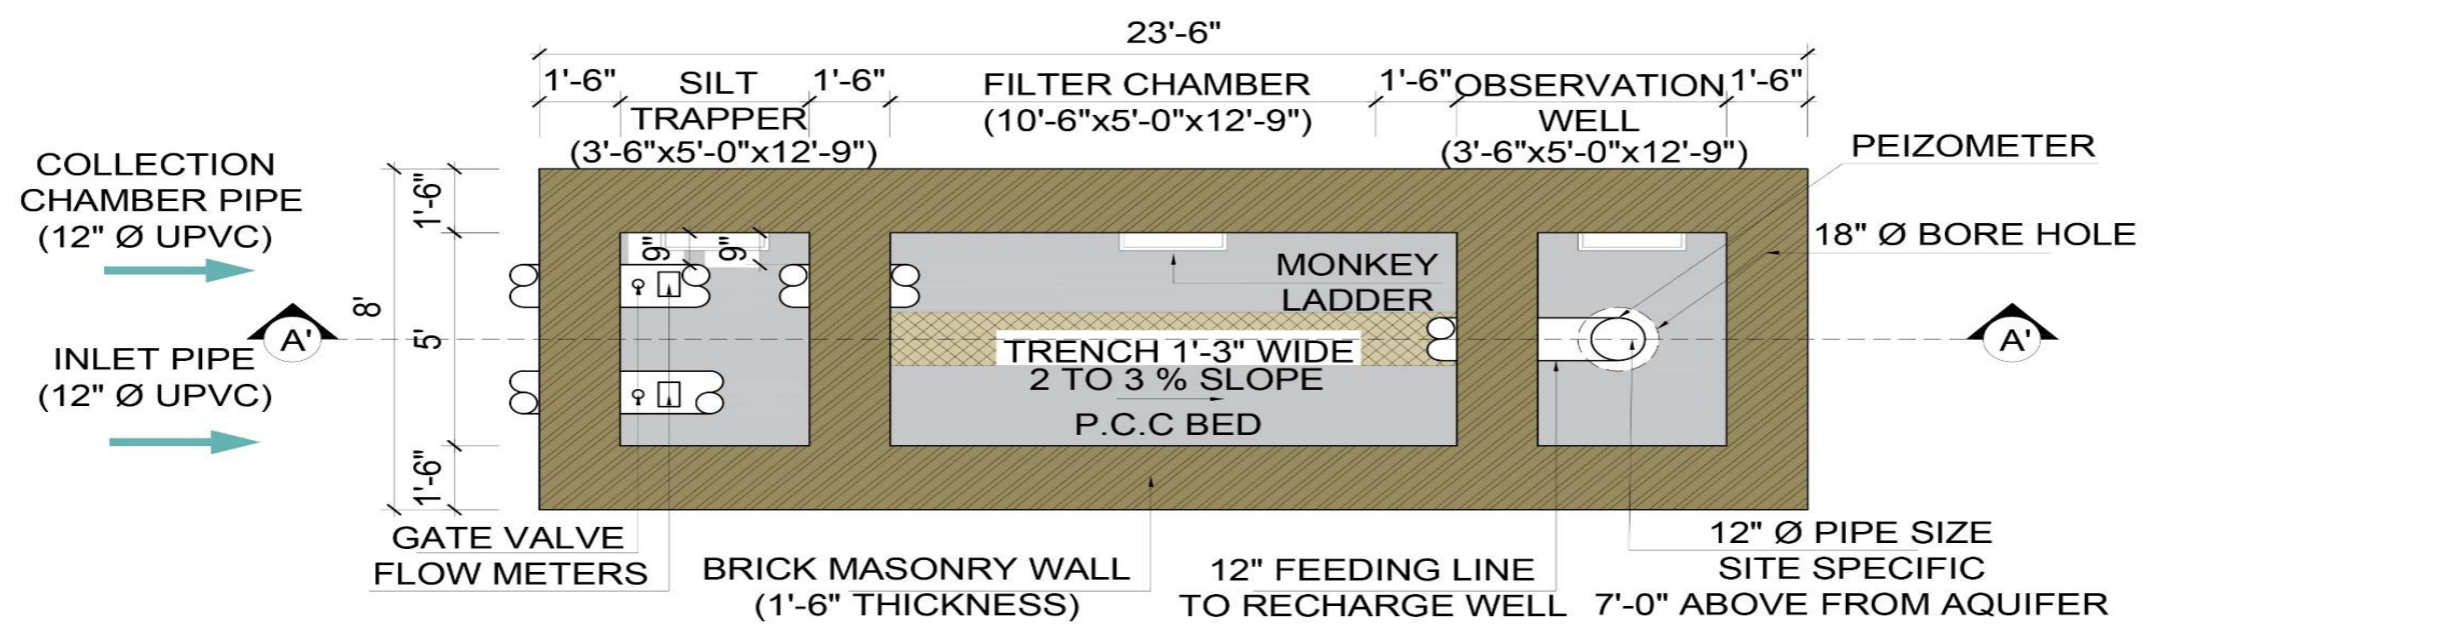 23'-6"
1'-6"
SILT
TRAPPER
(3'-6"x5'-0"x12'-9")
1'-6"
FILTER CHAMBER
(10'-6"x5'-0"x12'-9")
1'-6"
OBSERVATION
WELL
(3'-6"x5'-0"x12'-9")
1'-6"
PEIZOMETER
18" Ø BORE HOLE
COLLECTION
CHAMBER PIPE
(12" Ø UPVC)
A'
INLET PIPE
(12" Ø UPVC)
8'
1'-6"
5'
1'-6"
9"
9"
MONKEY
LADDER
TRENCH 1'-3" WIDE
2 TO 3 % SLOPE
P.C.C BED
A'
GATE VALVE
FLOW METERS
BRICK MASONRY WALL
(1'-6" THICKNESS)
12" FEEDING LINE
TO RECHARGE WELL
12" Ø PIPE SIZE
SITE SPECIFIC
7'-0" ABOVE FROM AQUIFER